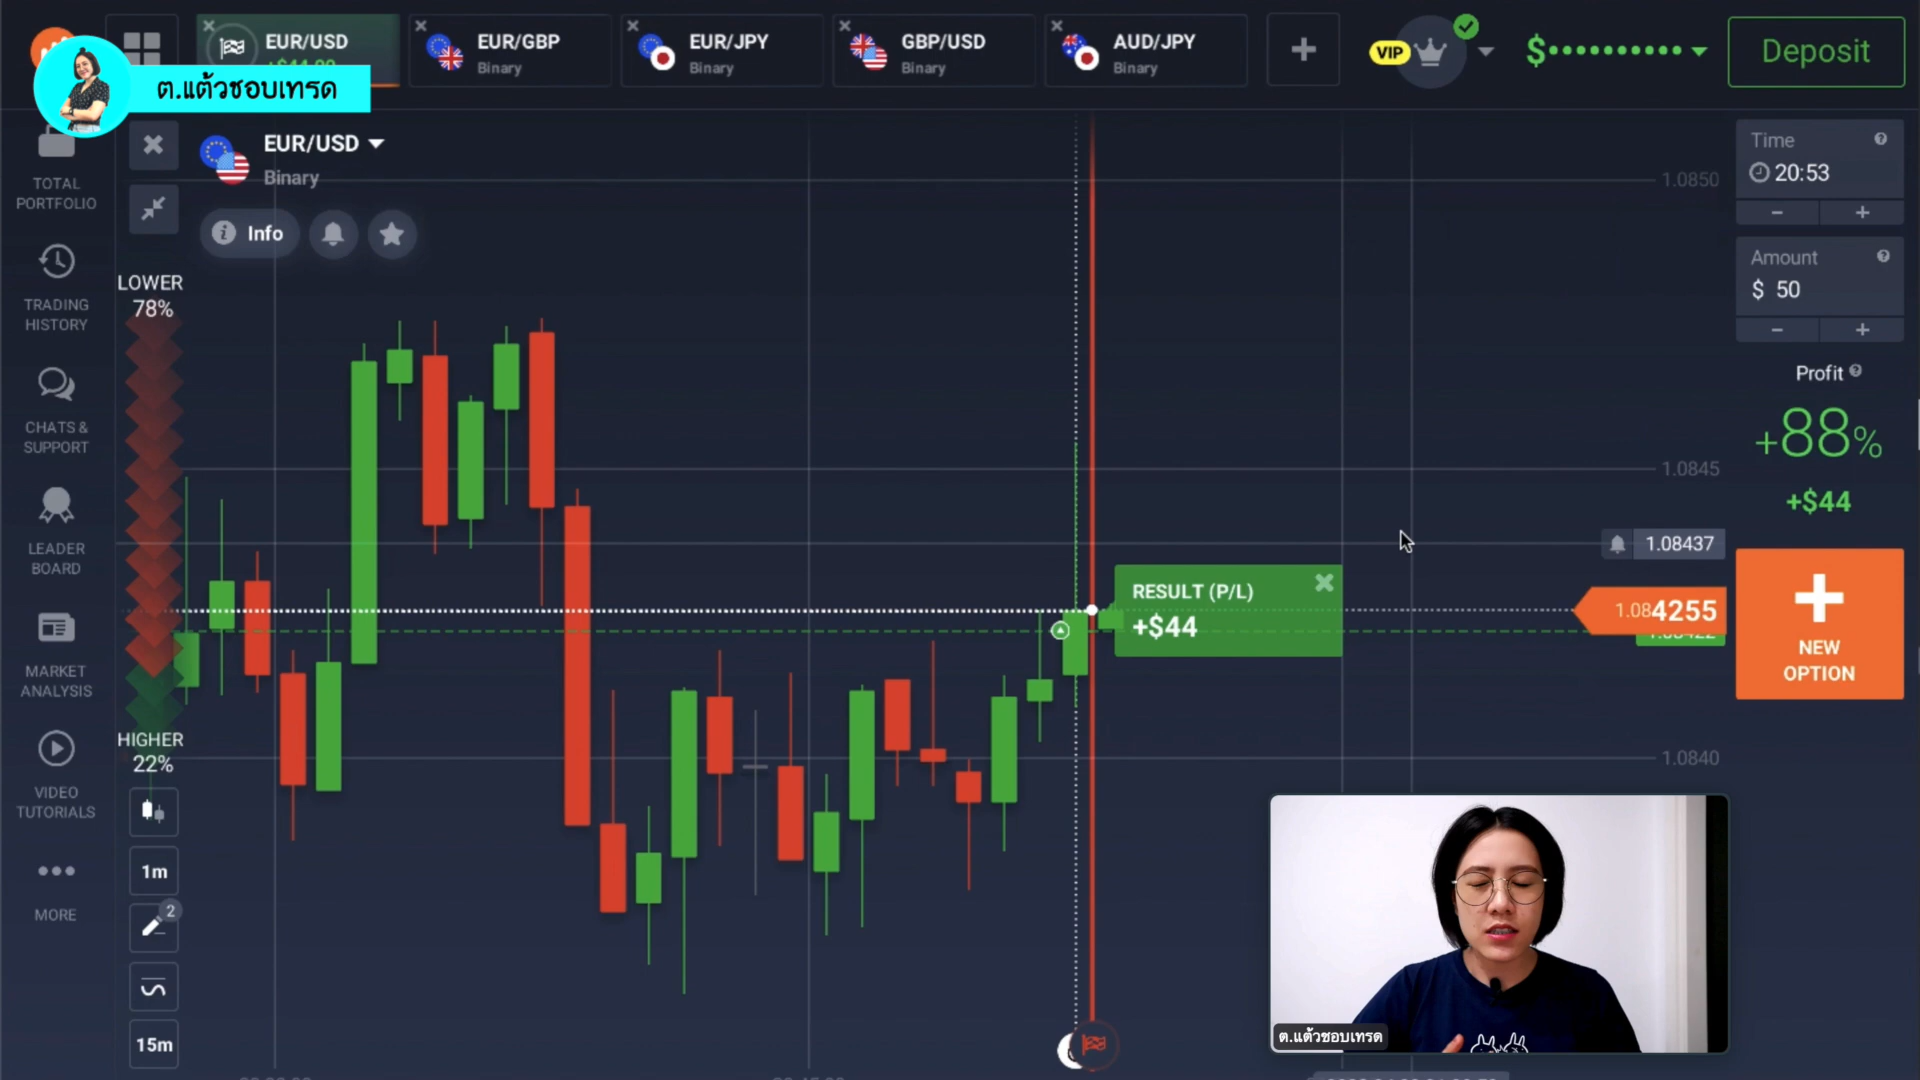 EUR/USD
EUR/GBP
Binary
EUR/JPY
Binary
GBP/USD
Binary
AUD/JPY
Binary
VIP
Deposit
ต.แต้วชอบเทรด
EUR/USD
Binary
Info
TOTAL
PORTFOLIO
TRADING
HISTORY
CHATS &
SUPPORT
LEADER
BOARD
MARKET
ANALYSIS
VIDEO
TUTORIALS
MORE
LOWER
78%
HIGHER
22%
1m
2
15m
1.0850
1.0845
1.08437
1.084255
1.0840
RESULT (P/L)
+$44
Time
20:53
Amount
$ 50
Profit
+88%
+$44
NEW
OPTION
ต.แต้วชอบเทรด